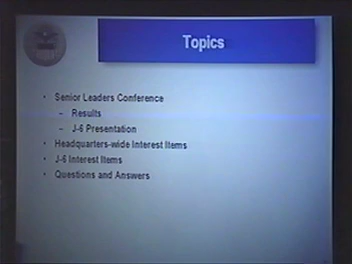 Topics
• Senior Leaders Conference
– Results
– J-6 Presentation
• Headquarters-wide Interest Items
• J-6 Interest Items
• Questions and Answers